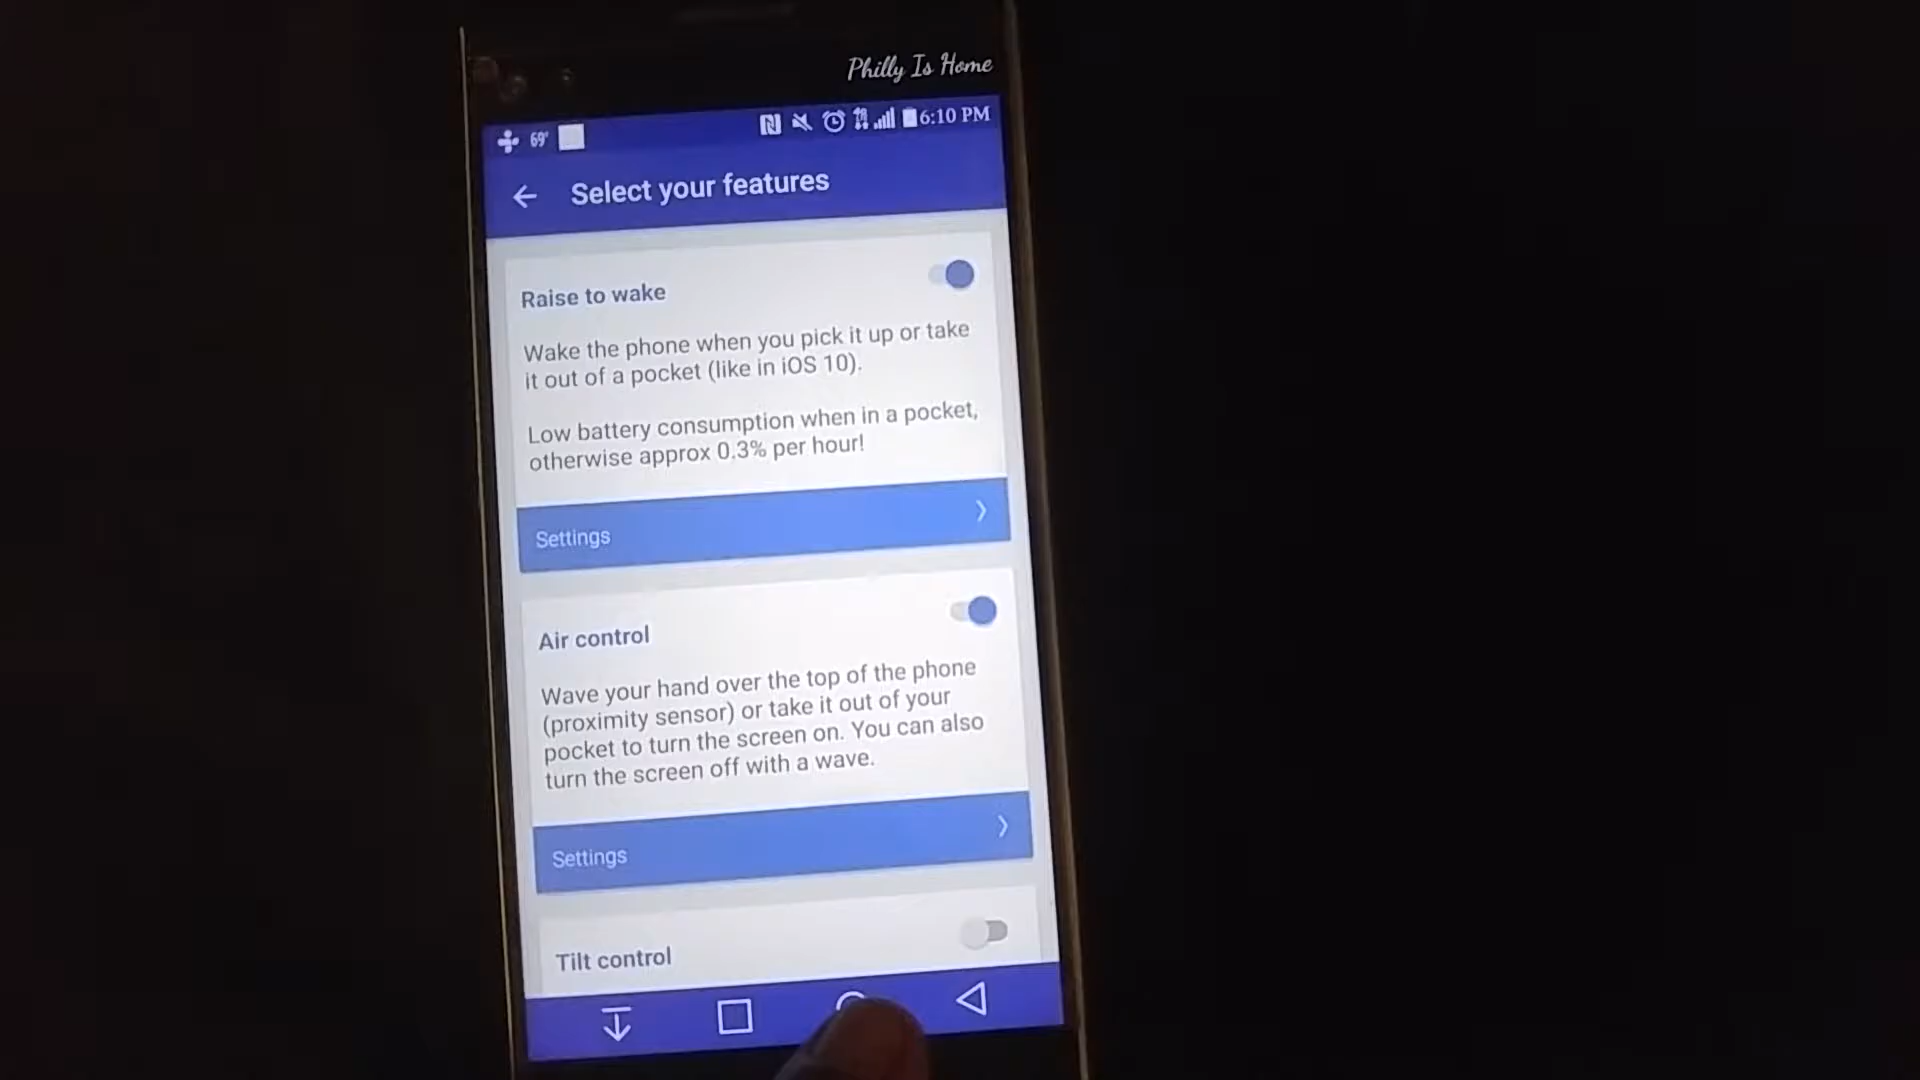 Philly Is Home
69° 6:10 PM
Select your features
Raise to wake
Wake the phone when you pick it up or take
it out of a pocket (like in iOS 10).
Low battery consumption when in a pocket,
otherwise approx 0.3% per hour!
Settings
Air control
Wave your hand over the top of the phone
(proximity sensor) or take it out of your
pocket to turn the screen on. You can also
turn the screen off with a wave.
Settings
Tilt control